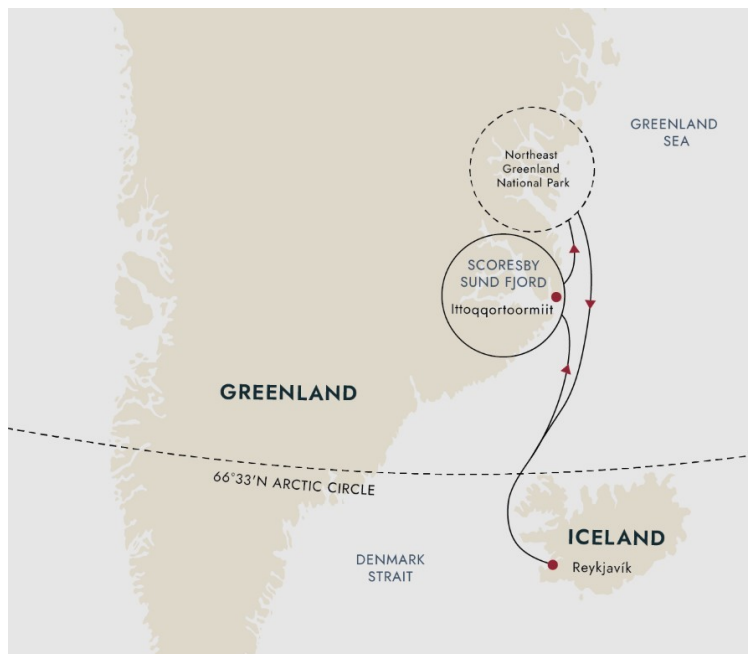 GREENLAND
SEA
Northeast
Greenland
National Park
SCORESBY
SUND FJORD
Ittoqqortoormiit
GREENLAND
66°33'N ARCTIC CIRCLE
ICELAND
DENMARK
STRAIT
Reykjavík